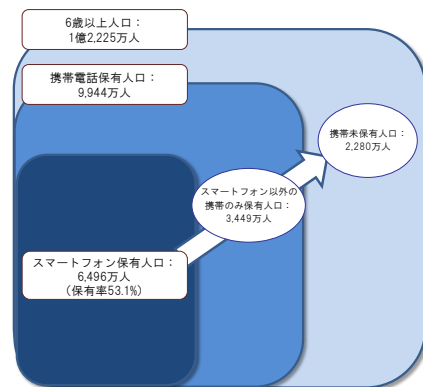 6歳以上人口：
1億2,225万人
携帯電話保有人口：
9,944万人
携帯未保有人口：
2,280万人
スマートフォン以外の
携帯のみ保有人口：
3,449万人
スマートフォン保有人口：
6,496万人
（保有率53.1%）